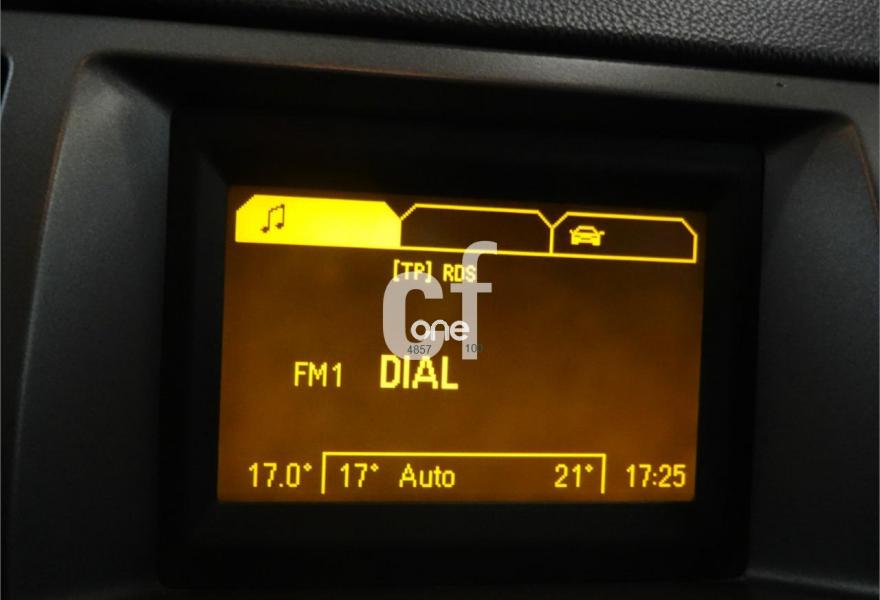 [TP] RDS
cf
one
4857 100
FM1 DIAL
17.0° 17° Auto 21° 17:25